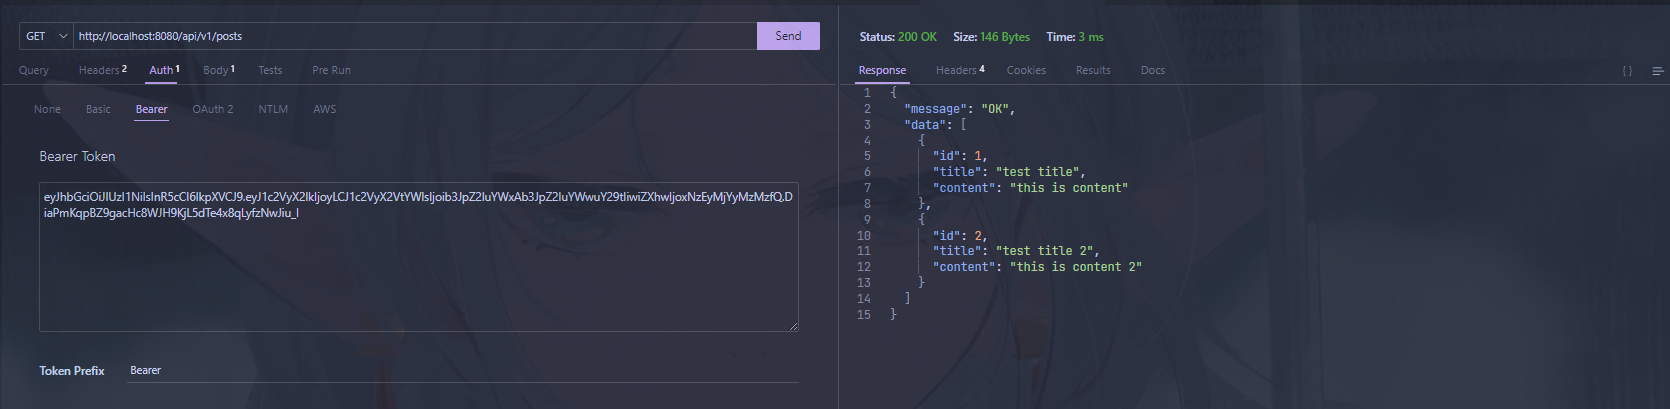 GET http://localhost:8080/api/v1/posts Send
Query Headers 2 Auth 1 Body 1 Tests Pre Run
None Basic Bearer OAuth 2 NTLM AWS
Bearer Token
eyJhbGciOiJIUzI1NiIsInR5cCI6IkpXVCJ9.eyJ1c2VyX2lkIjoyLCJ1c2VyX2VtYWlsIjoib3JpZ2luYWxAb3JpZ2luYWwuY29tIiwiZXhwIjoxNzEyMjYyMzMzfQ.D
iaPmKqpBZ9gacHc8WJH9KjL5dTe4x8qLyfzNwJiu_I
Token Prefix Bearer
Status: 200 OK Size: 146 Bytes Time: 3 ms
Response Headers 4 Cookies Results Docs { }
1 {
2 "message": "OK",
3 "data": [
4 {
5 "id": 1,
6 "title": "test title",
7 "content": "this is content"
8 },
9 {
10 "id": 2,
11 "title": "test title 2",
12 "content": "this is content 2"
13 }
14 ]
15 }